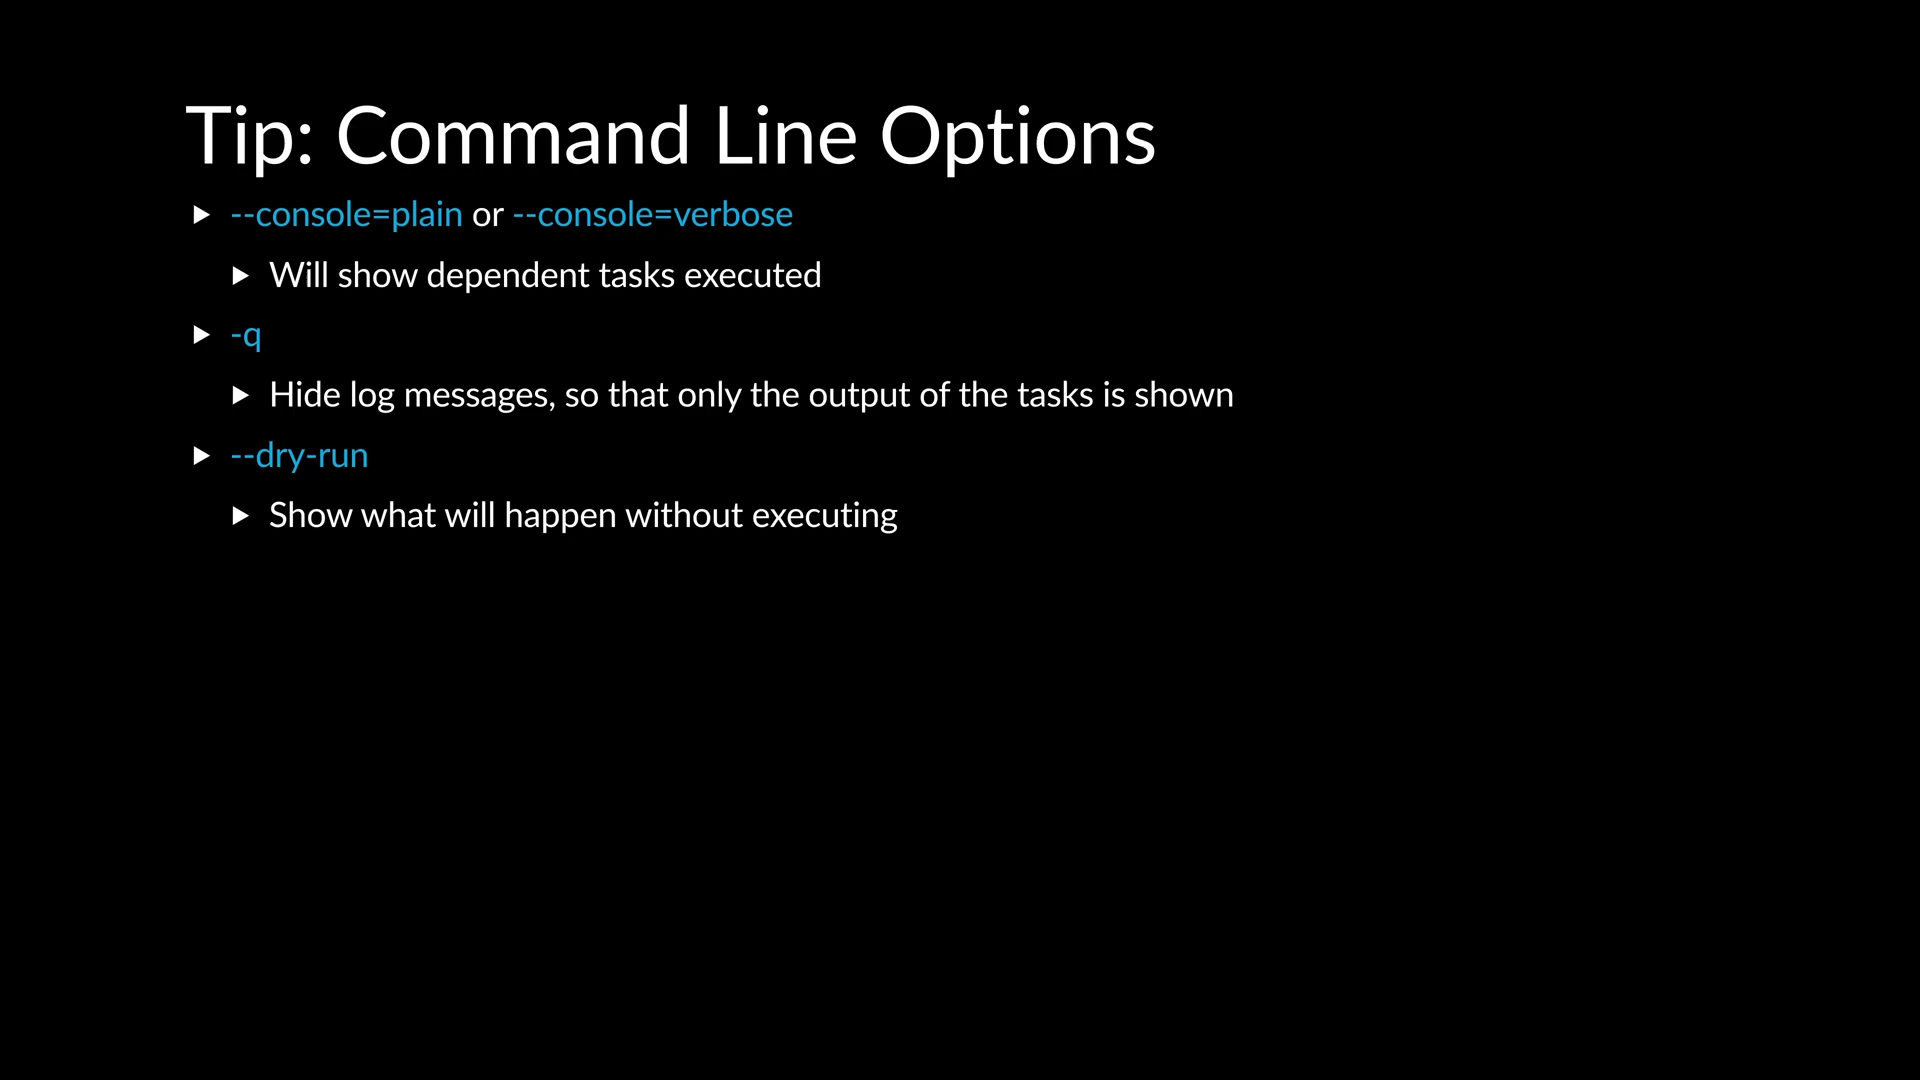 Tip: Command Line Options
--console=plain or --console=verbose
Will show dependent tasks executed
-q
Hide log messages, so that only the output of the tasks is shown
--dry-run
Show what will happen without executing